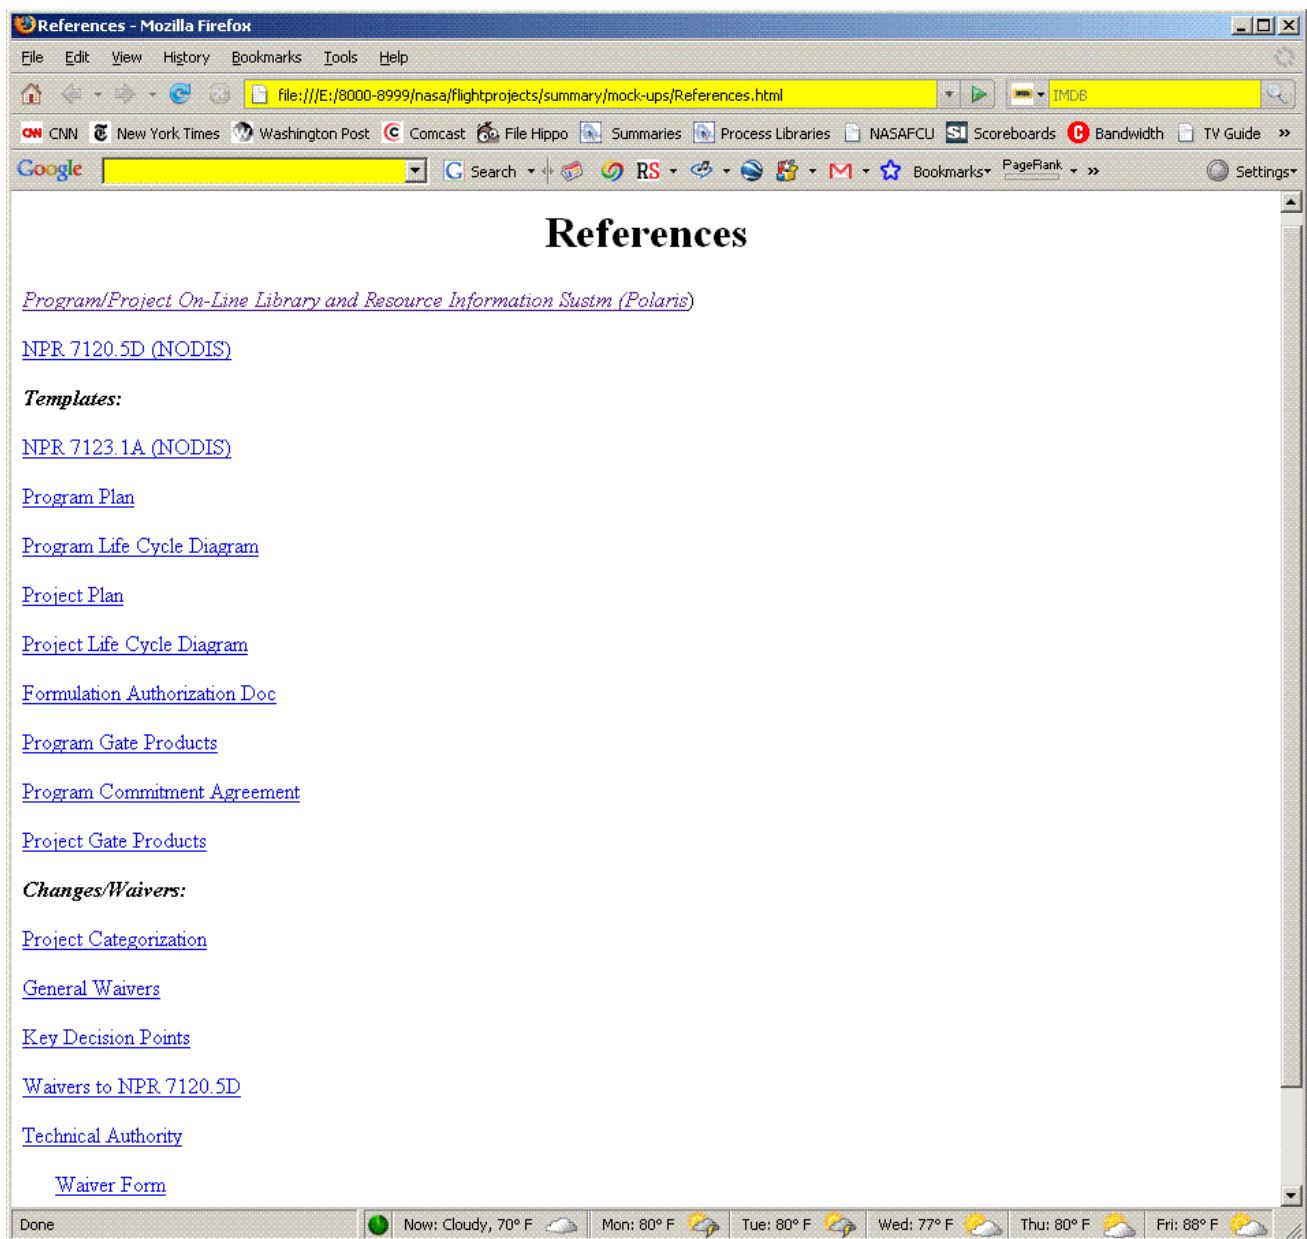 References - Mozilla Firefox
File Edit View History Bookmarks Tools Help
file:///E:/8000-8999/nasa/flightprojects/summary/mock-ups/References.html IMDB
CNN New York Times Washington Post Comcast File Hippo Summaries Process Libraries NASAFCU SI Scoreboards Bandwidth TV Guide »
Google G Search RS Bookmarks PageRank » Settings
References
Program/Project On-Line Library and Resource Information Sustm (Polaris)
NPR 7120.5D (NODIS)
Templates:
NPR 7123.1A (NODIS)
Program Plan
Program Life Cycle Diagram
Project Plan
Project Life Cycle Diagram
Formulation Authorization Doc
Program Gate Products
Program Commitment Agreement
Project Gate Products
Changes/Waivers:
Project Categorization
General Waivers
Key Decision Points
Waivers to NPR 7120.5D
Technical Authority
Waiver Form
Done Now: Cloudy, 70° F Mon: 80° F Tue: 80° F Wed: 77° F Thu: 80° F Fri: 88° F